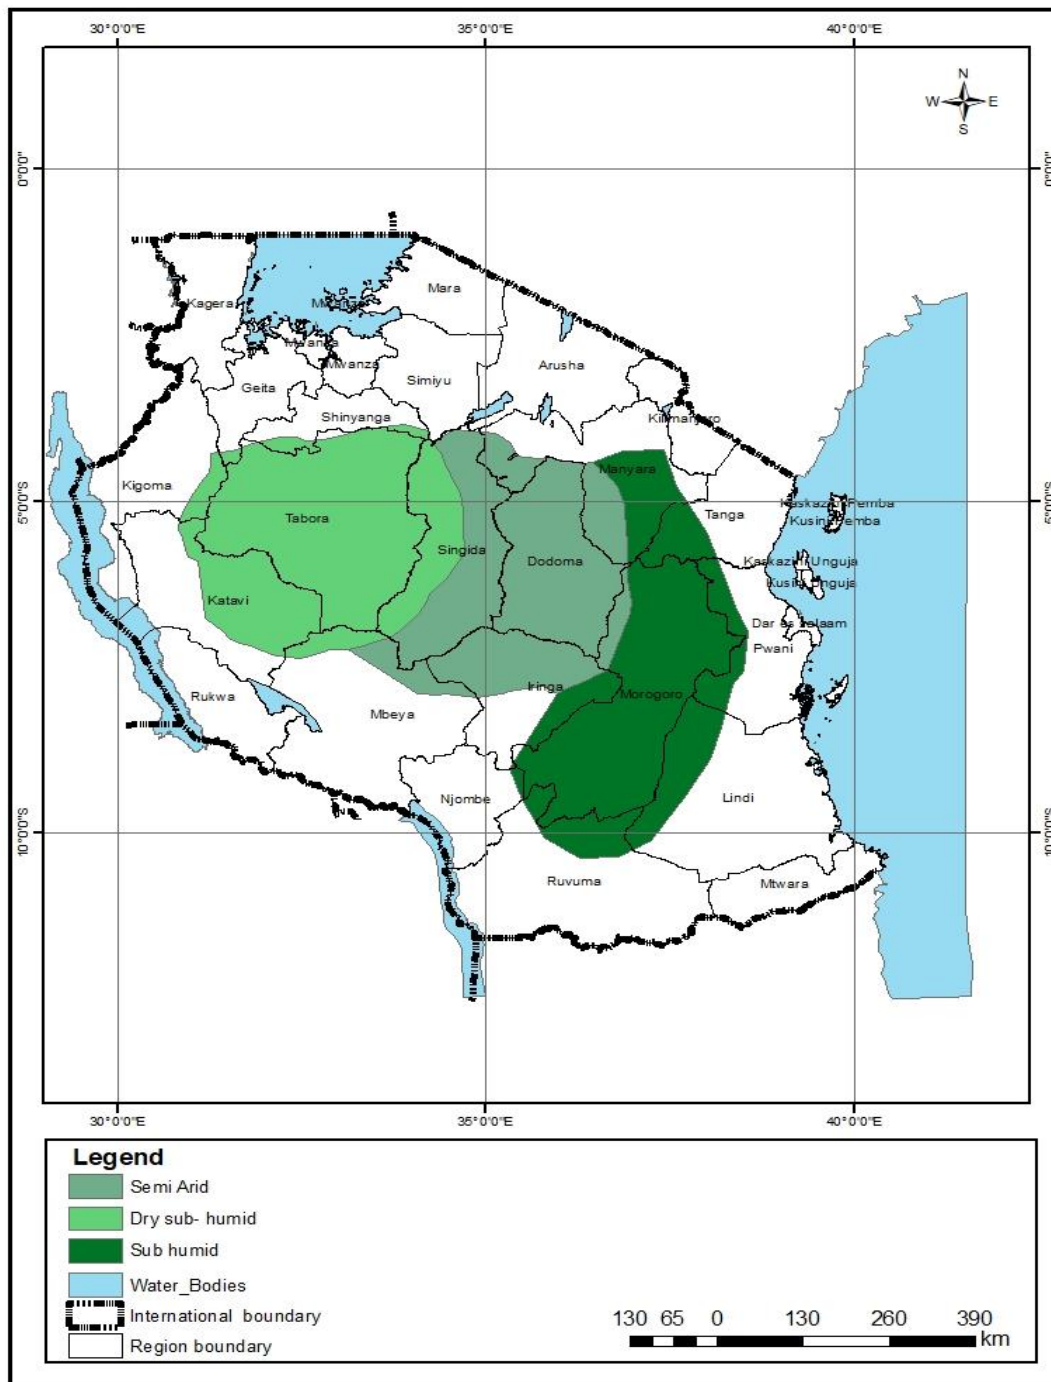 30°0'0"E 35°0'0"E 40°0'0"E
N
W E
S
0°0'0" 0°0'0"
Mara
Kagera Mwanza
Mwanza
Mwanza Arusha
Geita Simiyu
Shinyanga Kilimanjaro
Manyara
Kigoma
5°0'0"S 5°0'0"S
Kaskazini Pemba
Tabora Tanga
Kusini Pemba
Singida Dodoma Kaskazini Unguja
Kusini Unguja
Katavi
Dar es salaam
Pwani
Rukwa Iringa Morogoro
Mbeya
Njombe Lindi
10°0'0"S 10°0'0"S
Ruvuma Mtwara
30°0'0"E 35°0'0"E 40°0'0"E
Legend
Semi Arid
Dry sub- humid
Sub humid
Water_Bodies
International boundary
Region boundary
130 65 0 130 260 390
km